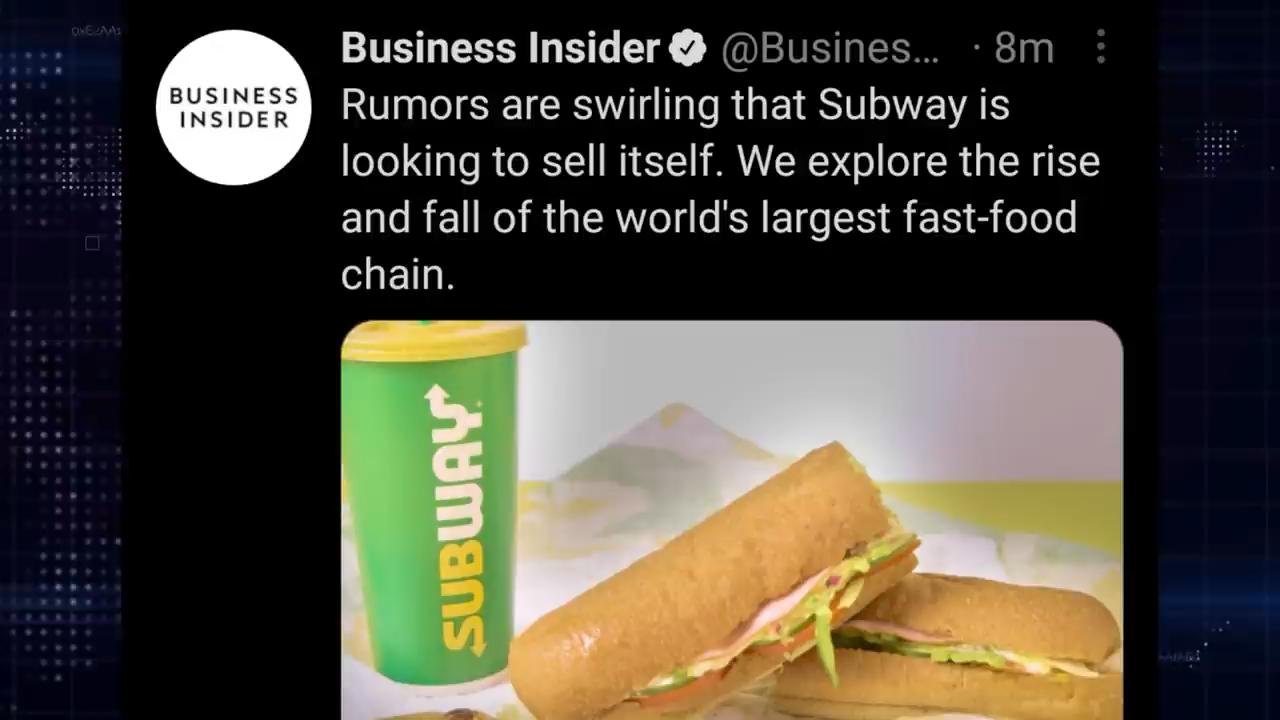 Business Insider @Busines... · 8m
BUSINESS
INSIDER
Rumors are swirling that Subway is
looking to sell itself. We explore the rise
and fall of the world's largest fast-food
chain.
SUBWAY